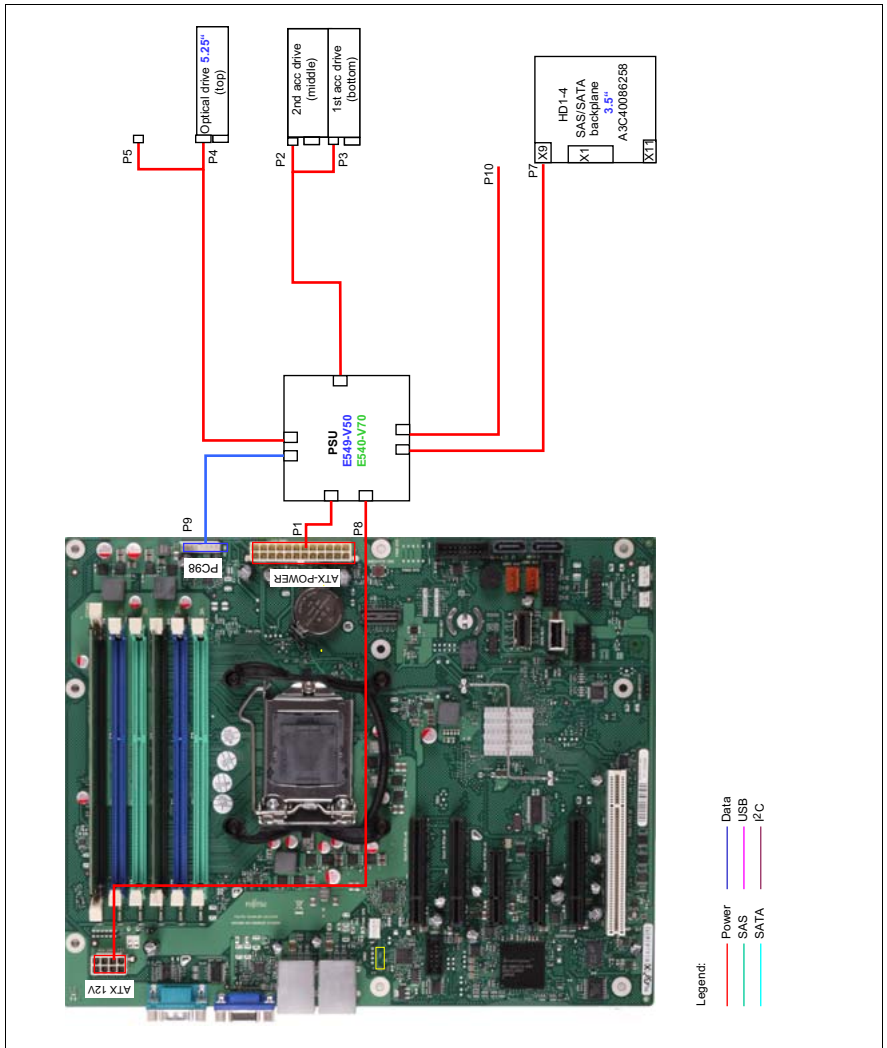 P5
Optical drive 5.25“
(top)
P4
2nd acc drive
(middle)
1st acc drive
(bottom)
P2
P3
HD1-4
SAS/SATA
backplane
3.5“
A3C40086258
X9
X1
X11
P7
P10
PSU
E549-V50
E540-V70
P9
P1
P8
PC98
ATX-POWER
ATX 12V
FUJITSU
Legend:
Power
SAS
SATA
Data
USB
I²C